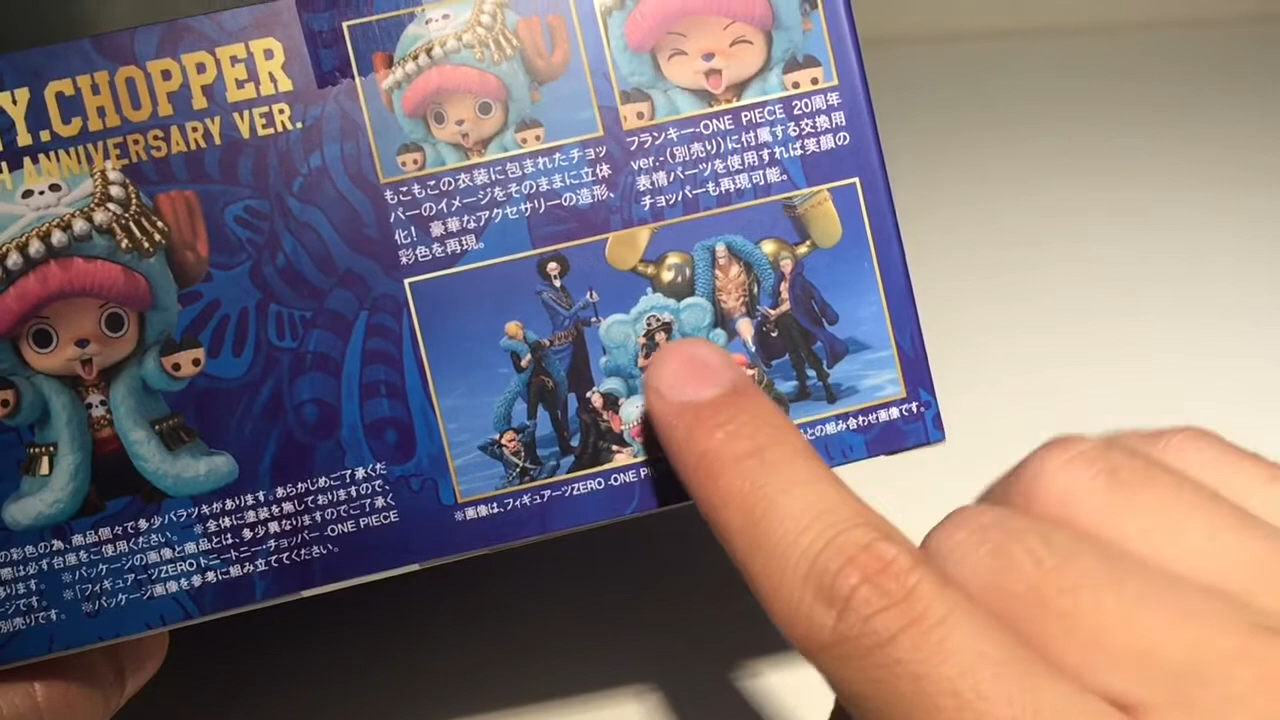 Y.CHOPPER
H ANNIVERSARY VER.
もこもこの衣装に包まれたチョッ
パーのイメージをそのままに立体
化! 豪華なアクセサリーの造形、
彩色を再現。
フランキー-ONE PIECE 20周年
ver.-(別売り)に付属する交換用
表情パーツを使用すれば笑顔の
チョッパーも再現可能。
※画像は、フィギュアーツZERO -ONE PI
品との組み合わせ画像です。
の彩色の為、商品個々で多少バラツキがあります。あらかじめご了承くだ
際は必ず台座をご使用ください。 ※全体に塗装を施しておりますので、
移ります。 ※パッケージの画像と商品とは、多少異なりますのでご了承く
ージです。 ※「フィギュアーツZEROトニートニー・チョッパー -ONE PIECE
別売りです。 ※パッケージ画像を参考に組み立ててください。